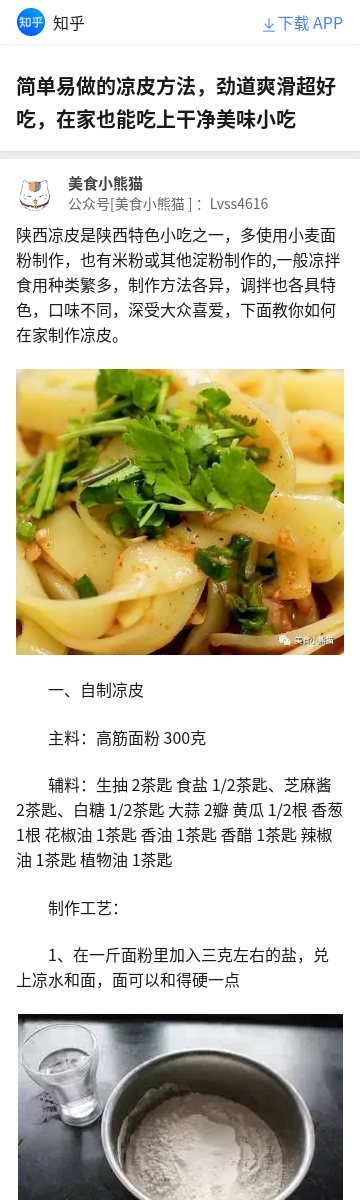 知乎 知乎 下载 APP
简单易做的凉皮方法，劲道爽滑超好
吃，在家也能吃上干净美味小吃
美食小熊猫
公众号[美食小熊猫 ]： Lvss4616
陕西凉皮是陕西特色小吃之一，多使用小麦面
粉制作，也有米粉或其他淀粉制作的,一般凉拌
食用种类繁多，制作方法各异，调拌也各具特
色，口味不同，深受大众喜爱，下面教你如何
在家制作凉皮。
美食小熊猫
一、自制凉皮
主料：高筋面粉 300克
辅料：生抽 2茶匙 食盐 1/2茶匙、芝麻酱
2茶匙、白糖 1/2茶匙 大蒜 2瓣 黄瓜 1/2根 香葱
1根 花椒油 1茶匙 香油 1茶匙 香醋 1茶匙 辣椒
油 1茶匙 植物油 1茶匙
制作工艺：
1、在一斤面粉里加入三克左右的盐，兑
上凉水和面，面可以和得硬一点